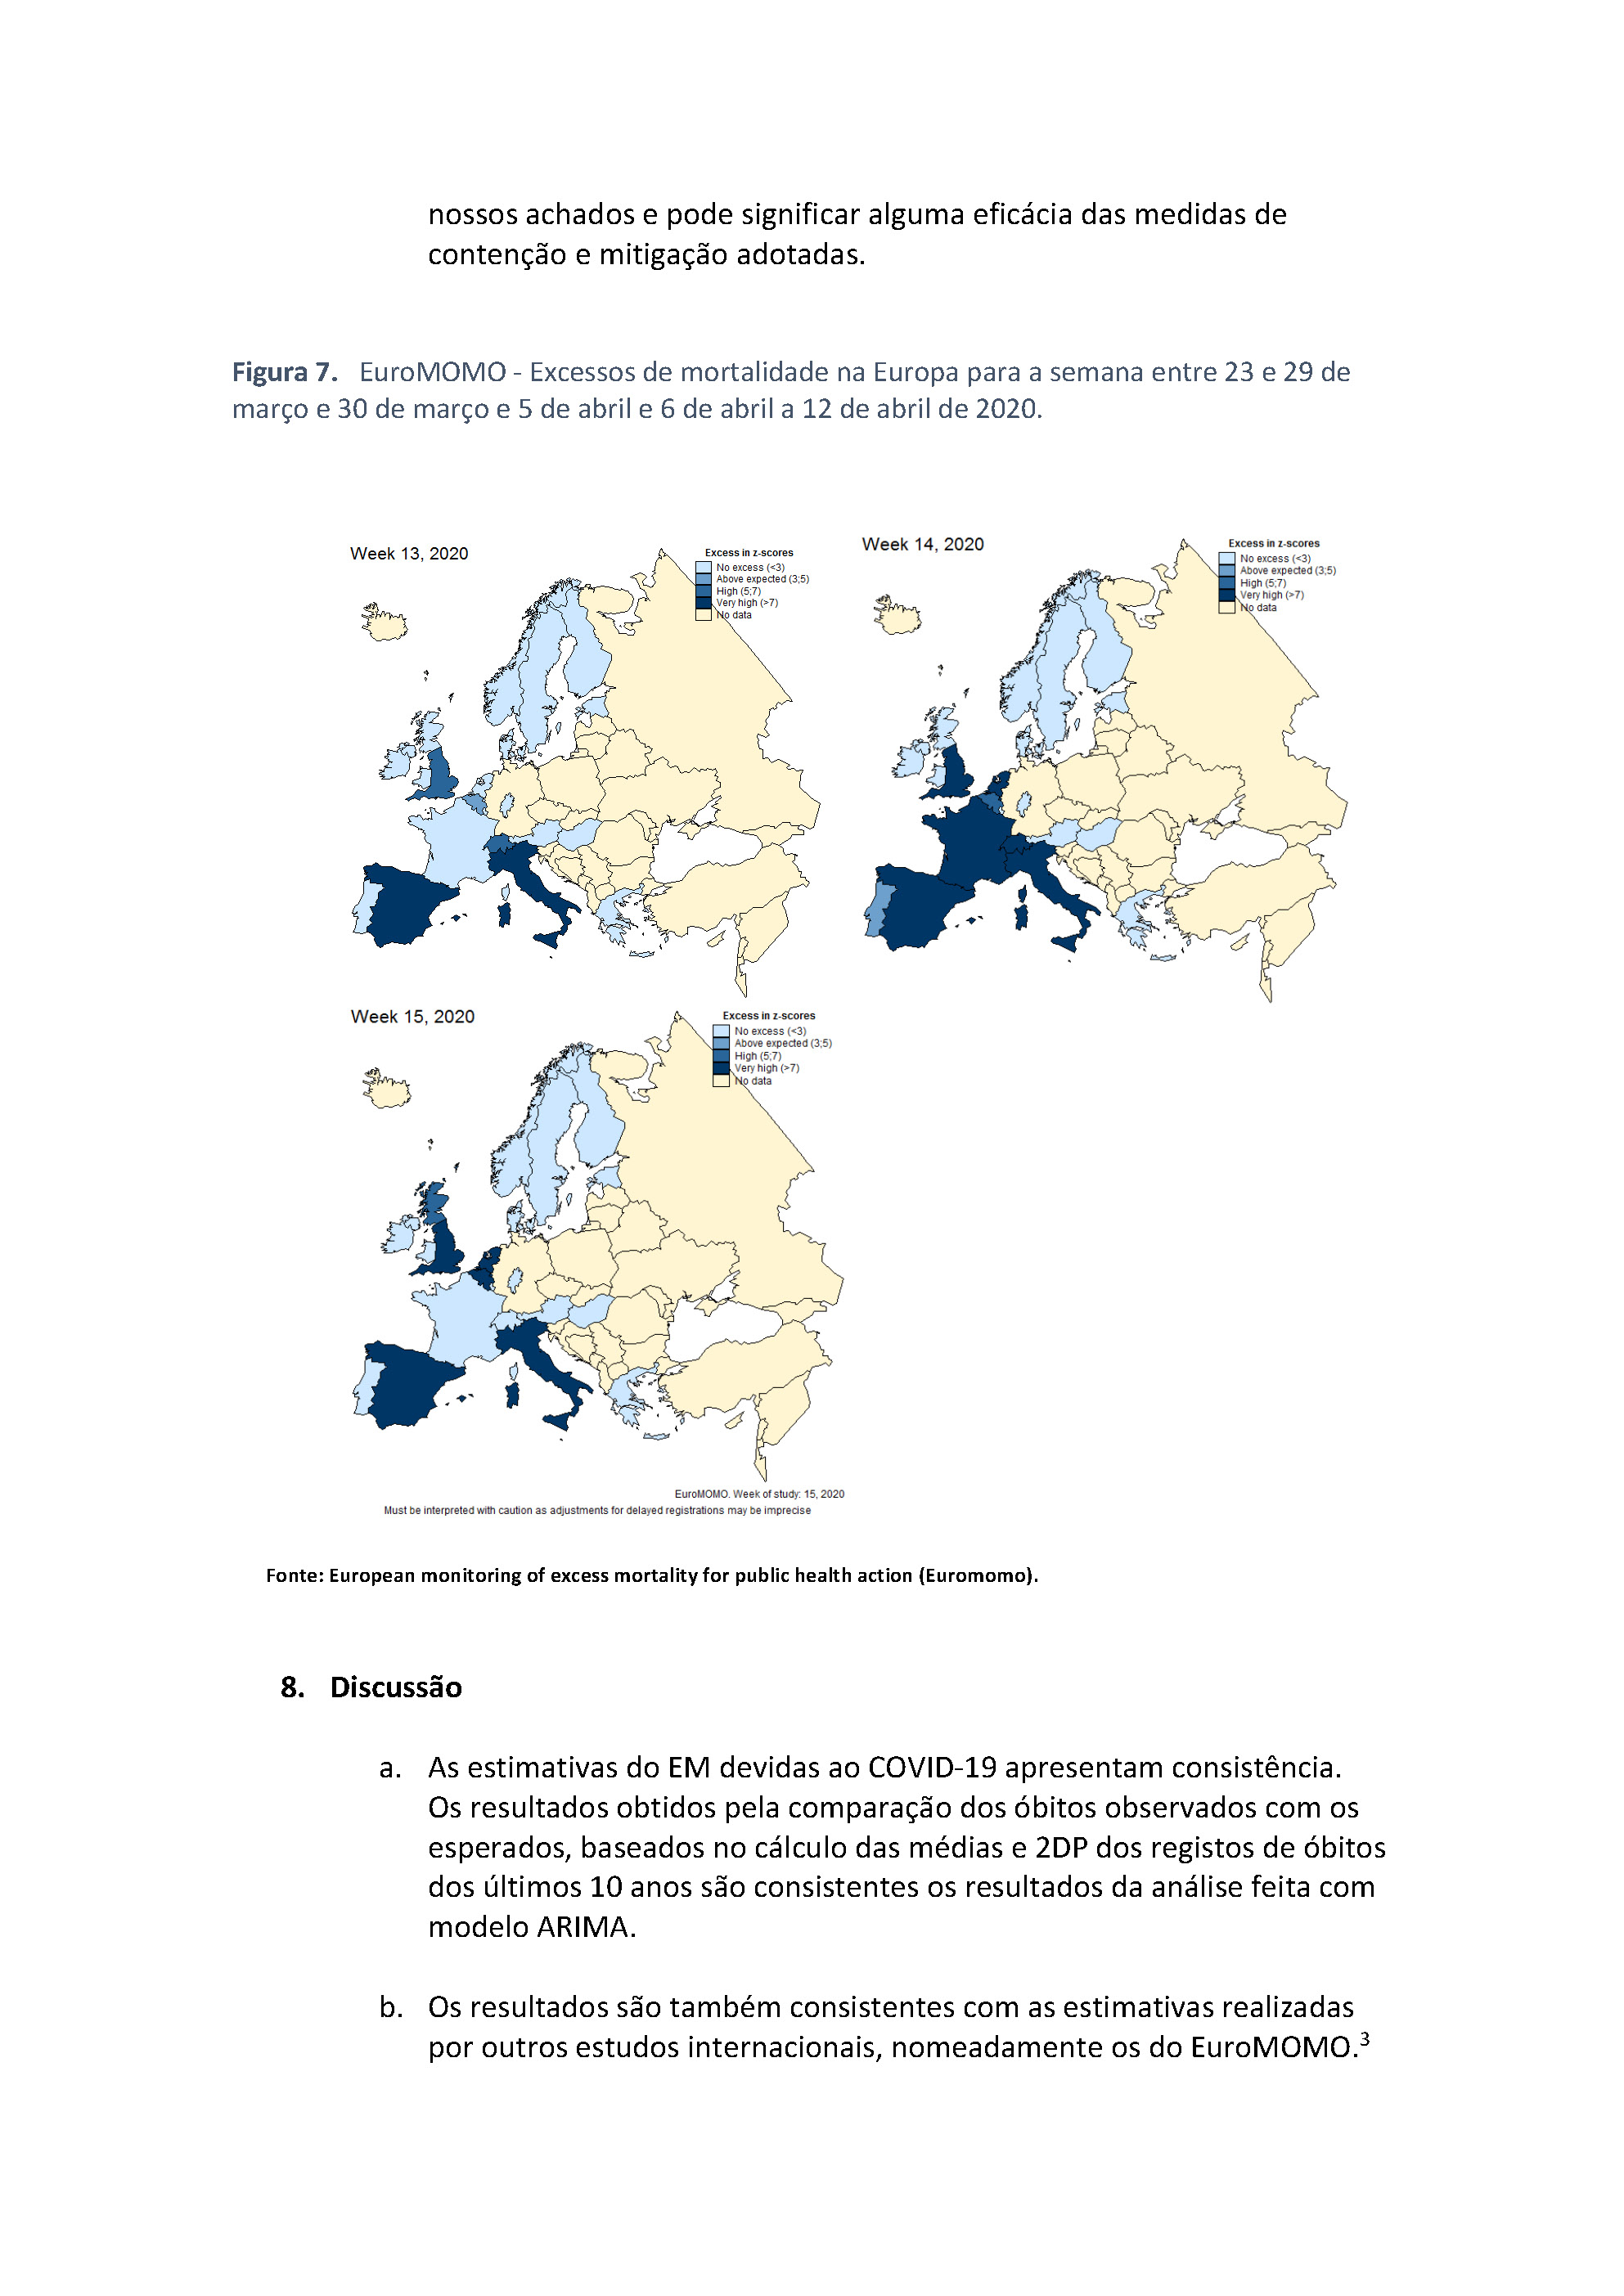 nossos achados e pode significar alguma eficácia das medidas de
contenção e mitigação adotadas.
Figura 7. EuroMOMO - Excessos de mortalidade na Europa para a semana entre 23 e 29 de
março e 30 de março e 5 de abril e 6 de abril a 12 de abril de 2020.
Week 13, 2020
Excess in z-scores
No excess (<3)
Above expected (3;5)
High (5;7)
Very high (>7)
No data
Week 14, 2020
Excess in z-scores
No excess (<3)
Above expected (3;5)
High (5;7)
Very high (>7)
No data
Week 15, 2020
Excess in z-scores
No excess (<3)
Above expected (3;5)
High (5;7)
Very high (>7)
No data
EuroMOMO. Week of study: 15, 2020
Must be interpreted with caution as adjustments for delayed registrations may be imprecise
Fonte: European monitoring of excess mortality for public health action (Euromomo).
8. Discussão
a. As estimativas do EM devidas ao COVID-19 apresentam consistência.
Os resultados obtidos pela comparação dos óbitos observados com os
esperados, baseados no cálculo das médias e 2DP dos registos de óbitos
dos últimos 10 anos são consistentes os resultados da análise feita com
modelo ARIMA.
b. Os resultados são também consistentes com as estimativas realizadas
por outros estudos internacionais, nomeadamente os do EuroMOMO.³